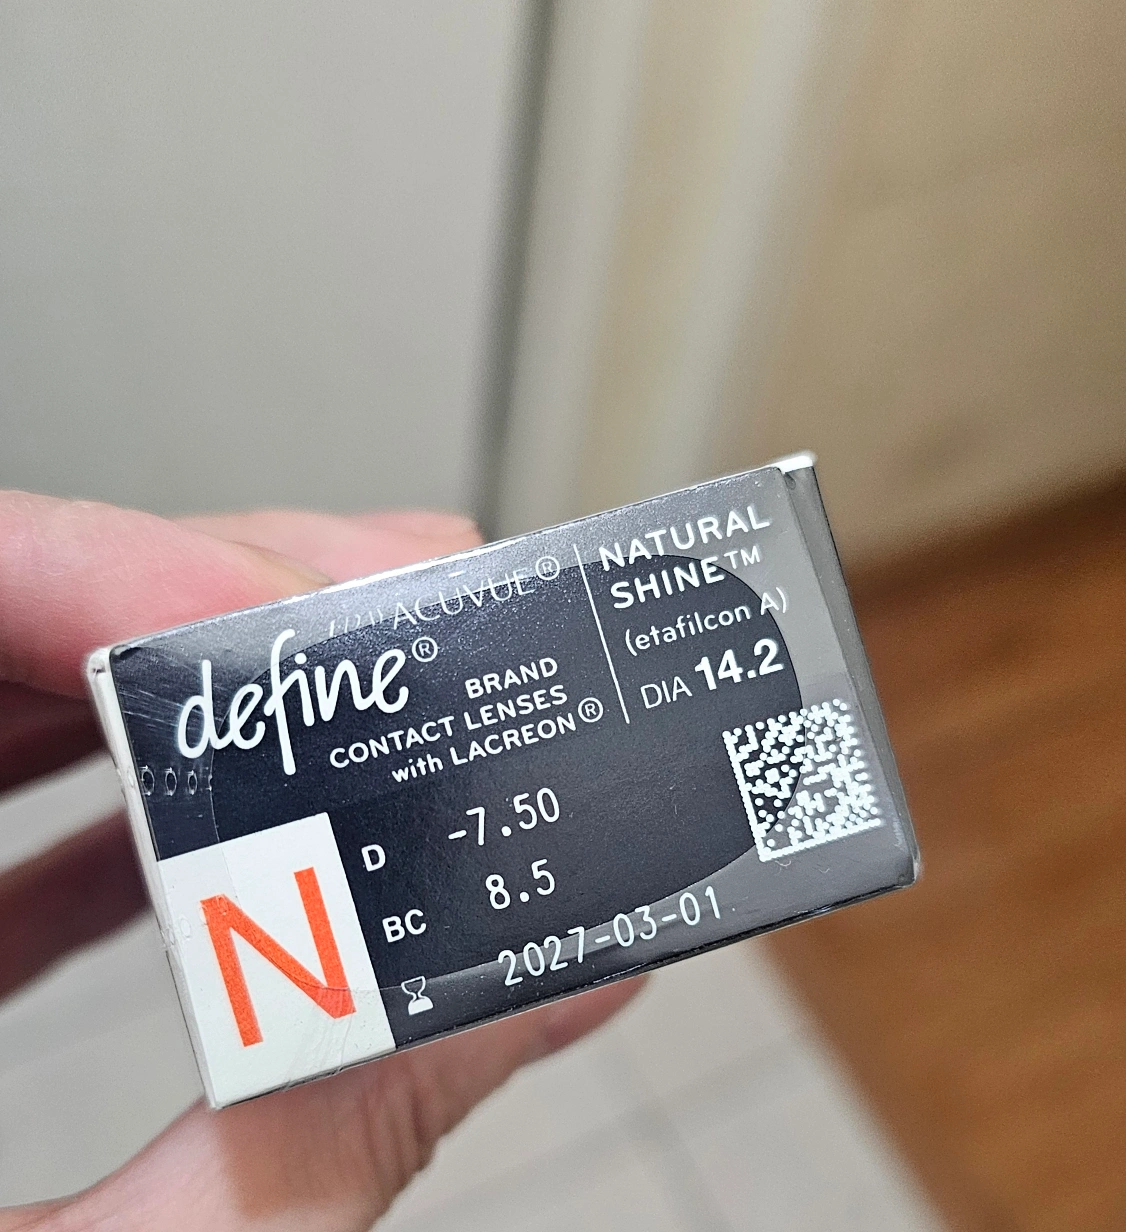 ACUVUE®
define®
BRAND
CONTACT LENSES
with LACREON®
NATURAL
SHINE™
(etafilcon A)
DIA 14.2
D -7.50
BC 8.5
2027-03-01
N